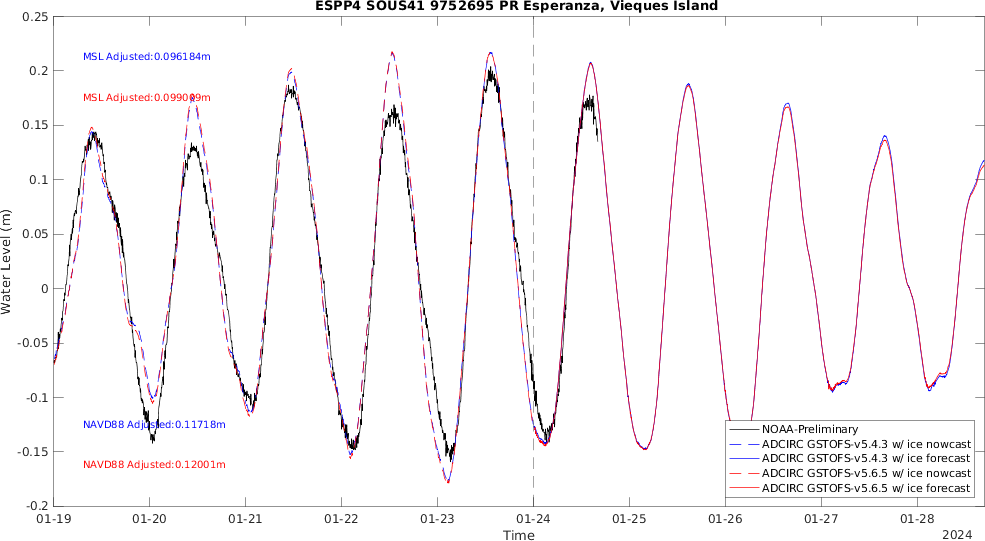 ESPP4 SOUS41 9752695 PR Esperanza, Vieques Island
0.25
0.2
0.15
0.1
0.05
0
-0.05
-0.1
-0.15
-0.2
Water Level (m)
MSL Adjusted:0.096184m
MSL Adjusted:0.099099m
NAVD88 Adjusted:0.11718m
NAVD88 Adjusted:0.12001m
NOAA-Preliminary
ADCIRC GSTOFS-v5.4.3 w/ ice nowcast
ADCIRC GSTOFS-v5.4.3 w/ ice forecast
ADCIRC GSTOFS-v5.6.5 w/ ice nowcast
ADCIRC GSTOFS-v5.6.5 w/ ice forecast
01-19 01-20 01-21 01-22 01-23 01-24 01-25 01-26 01-27 01-28
Time
2024